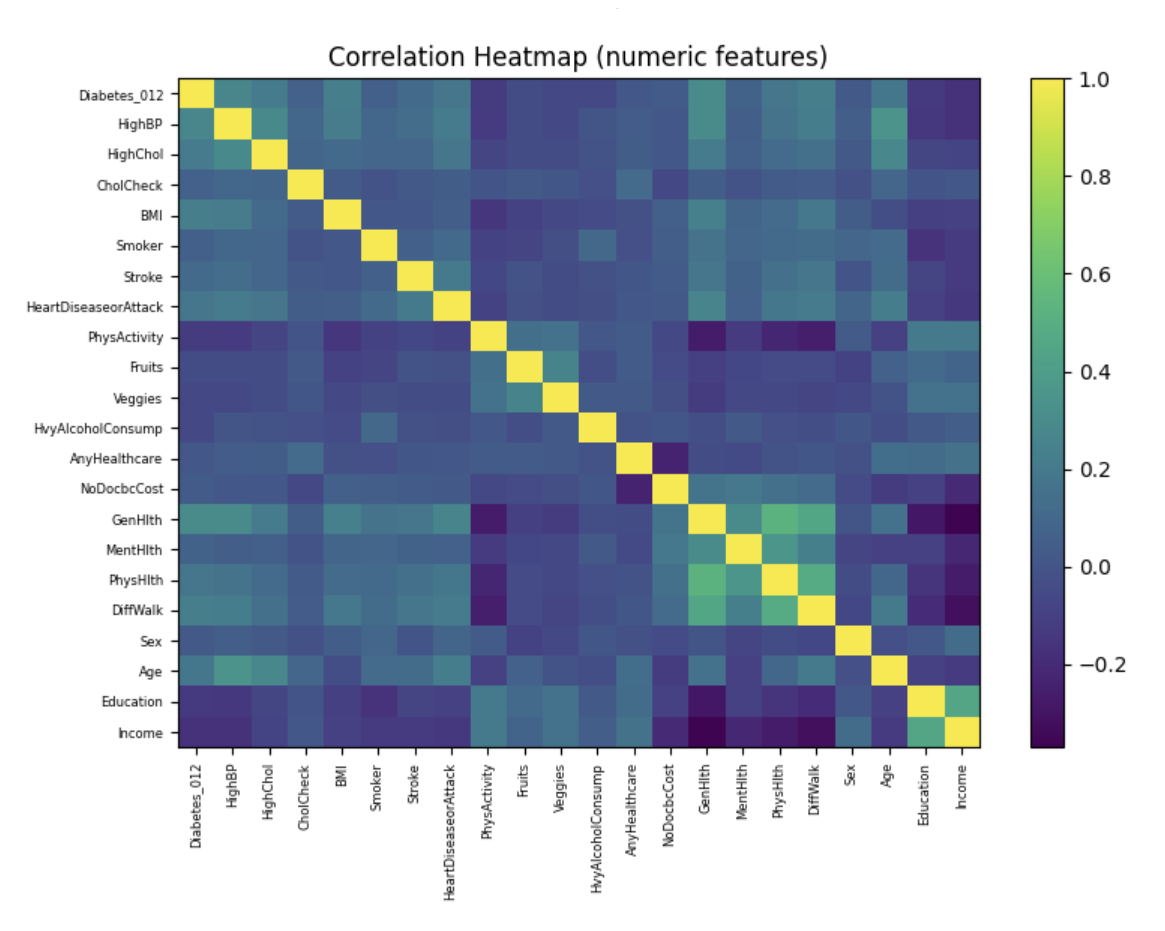 Correlation Heatmap (numeric features)
Diabetes_012
HighBP
HighChol
CholCheck
BMI
Smoker
Stroke
HeartDiseaseorAttack
PhysActivity
Fruits
Veggies
HvyAlcoholConsump
AnyHealthcare
NoDocbcCost
GenHlth
MentHlth
PhysHlth
DiffWalk
Sex
Age
Education
Income
Diabetes_012
HighBP
HighChol
CholCheck
BMI
Smoker
Stroke
HeartDiseaseorAttack
PhysActivity
Fruits
Veggies
HvyAlcoholConsump
AnyHealthcare
NoDocbcCost
GenHlth
MentHlth
PhysHlth
DiffWalk
Sex
Age
Education
Income
1.0
0.8
0.6
0.4
0.2
0.0
−0.2